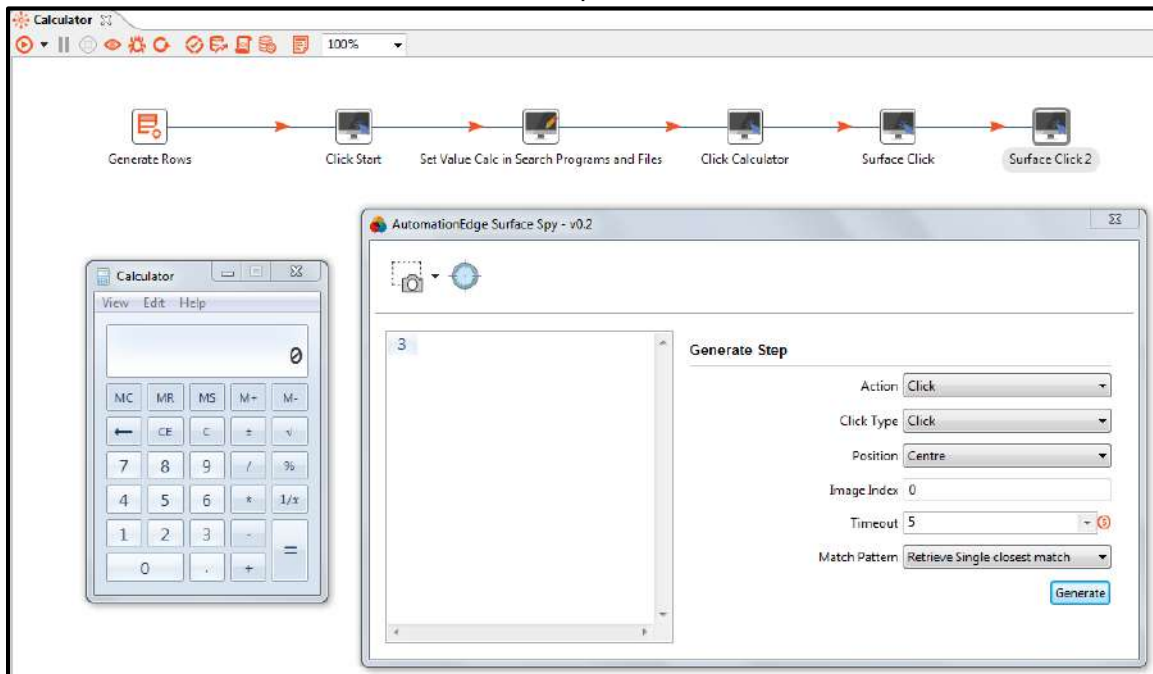 Calculator
100%
Generate Rows
Click Start
Set Value Calc in Search Programs and Files
Click Calculator
Surface Click
Surface Click 2
AutomationEdge Surface Spy - v0.2
3
Generate Step
Action Click
Click Type Click
Position Centre
Image Index 0
Timeout 5
Match Pattern Retrieve Single closest match
Generate
Calculator
View Edit Help
0
MC MR MS M+ M-
← CE C ± √
7 8 9 / %
4 5 6 * 1/x
1 2 3 - =
0 . +